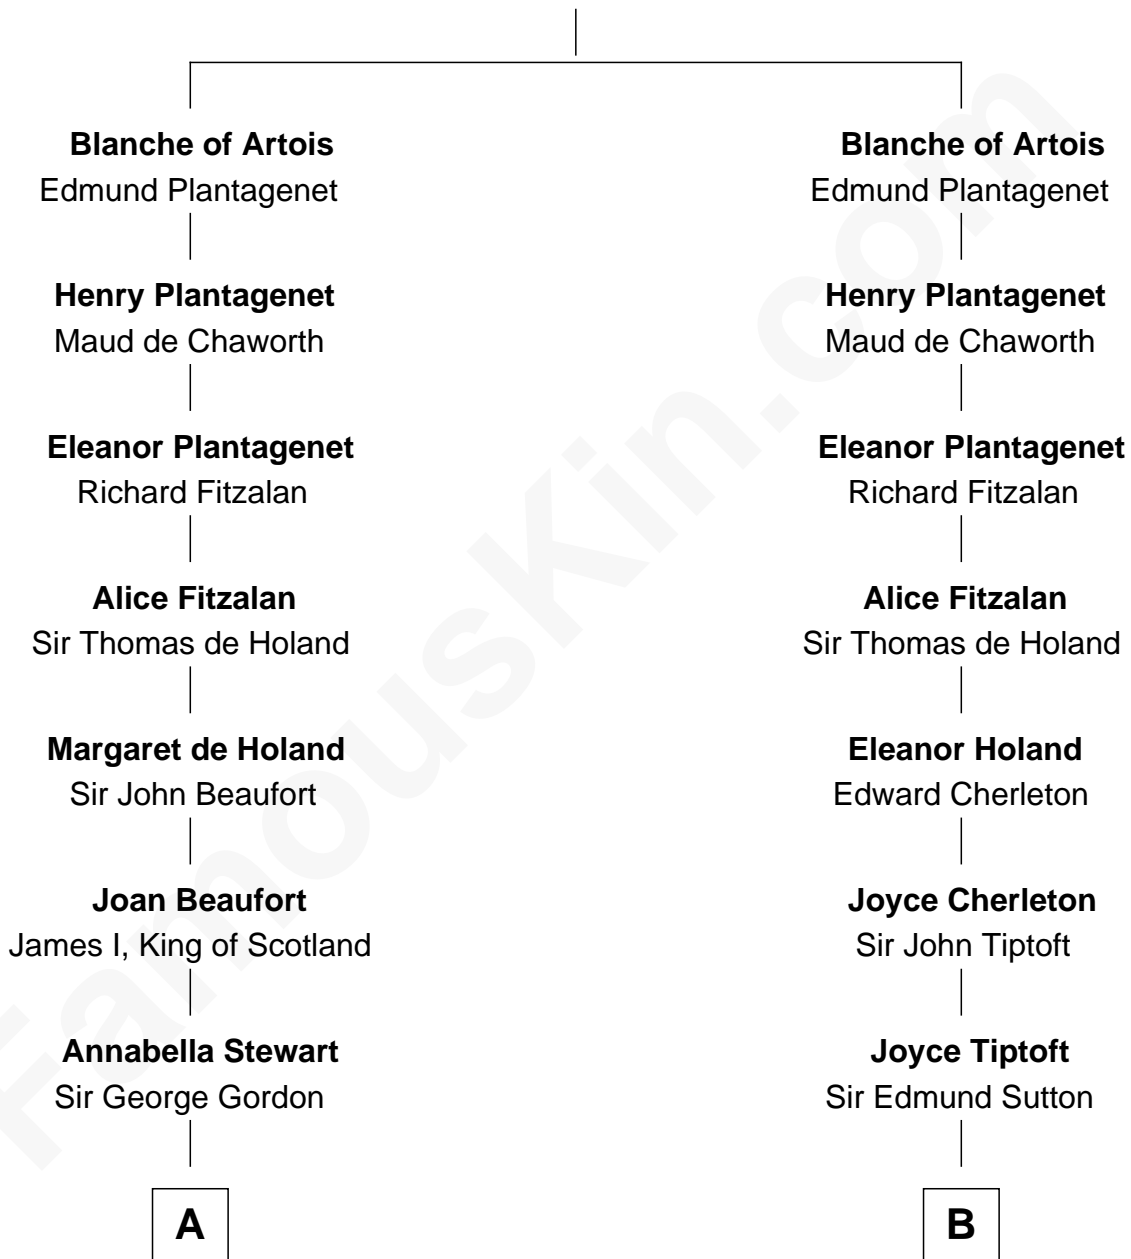 Blanche of Artois
Edmund Plantagenet
Henry Plantagenet
Maud de Chaworth
Eleanor Plantagenet
Richard Fitzalan
Alice Fitzalan
Sir Thomas de Holand
Margaret de Holand
Sir John Beaufort
Joan Beaufort
James I, King of Scotland
Annabella Stewart
Sir George Gordon
A
Blanche of Artois
Edmund Plantagenet
Henry Plantagenet
Maud de Chaworth
Eleanor Plantagenet
Richard Fitzalan
Alice Fitzalan
Sir Thomas de Holand
Eleanor Holand
Edward Cherleton
Joyce Cherleton
Sir John Tiptoft
Joyce Tiptoft
Sir Edmund Sutton
B
FamousKin.com